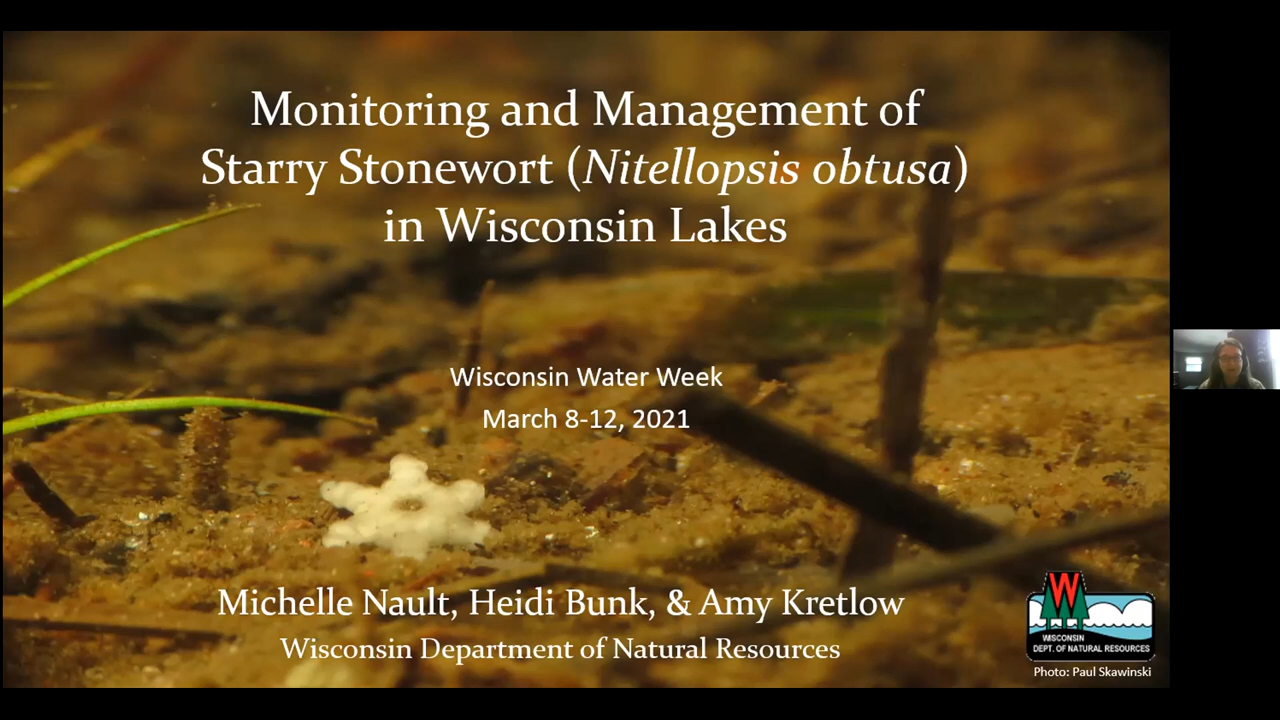 Monitoring and Management of
Starry Stonewort (Nitellopsis obtusa)
in Wisconsin Lakes
Wisconsin Water Week
March 8-12, 2021
Michelle Nault, Heidi Bunk, & Amy Kretlow
Wisconsin Department of Natural Resources
W
WISCONSIN
DEPT. OF NATURAL RESOURCES
Photo: Paul Skawinski